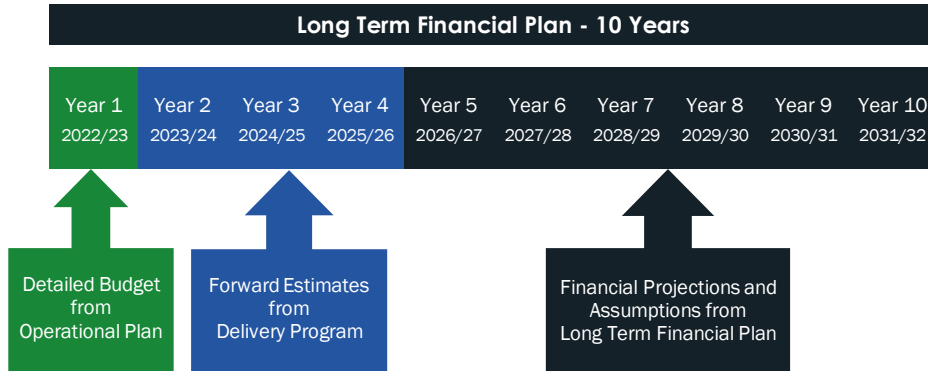 Long Term Financial Plan - 10 Years
Year 1 Year 2 Year 3 Year 4 Year 5 Year 6 Year 7 Year 8 Year 9 Year 10
2022/23 2023/24 2024/25 2025/26 2026/27 2027/28 2028/29 2029/30 2030/31 2031/32
Detailed Budget
from
Operational Plan
Forward Estimates
from
Delivery Program
Financial Projections and
Assumptions from
Long Term Financial Plan